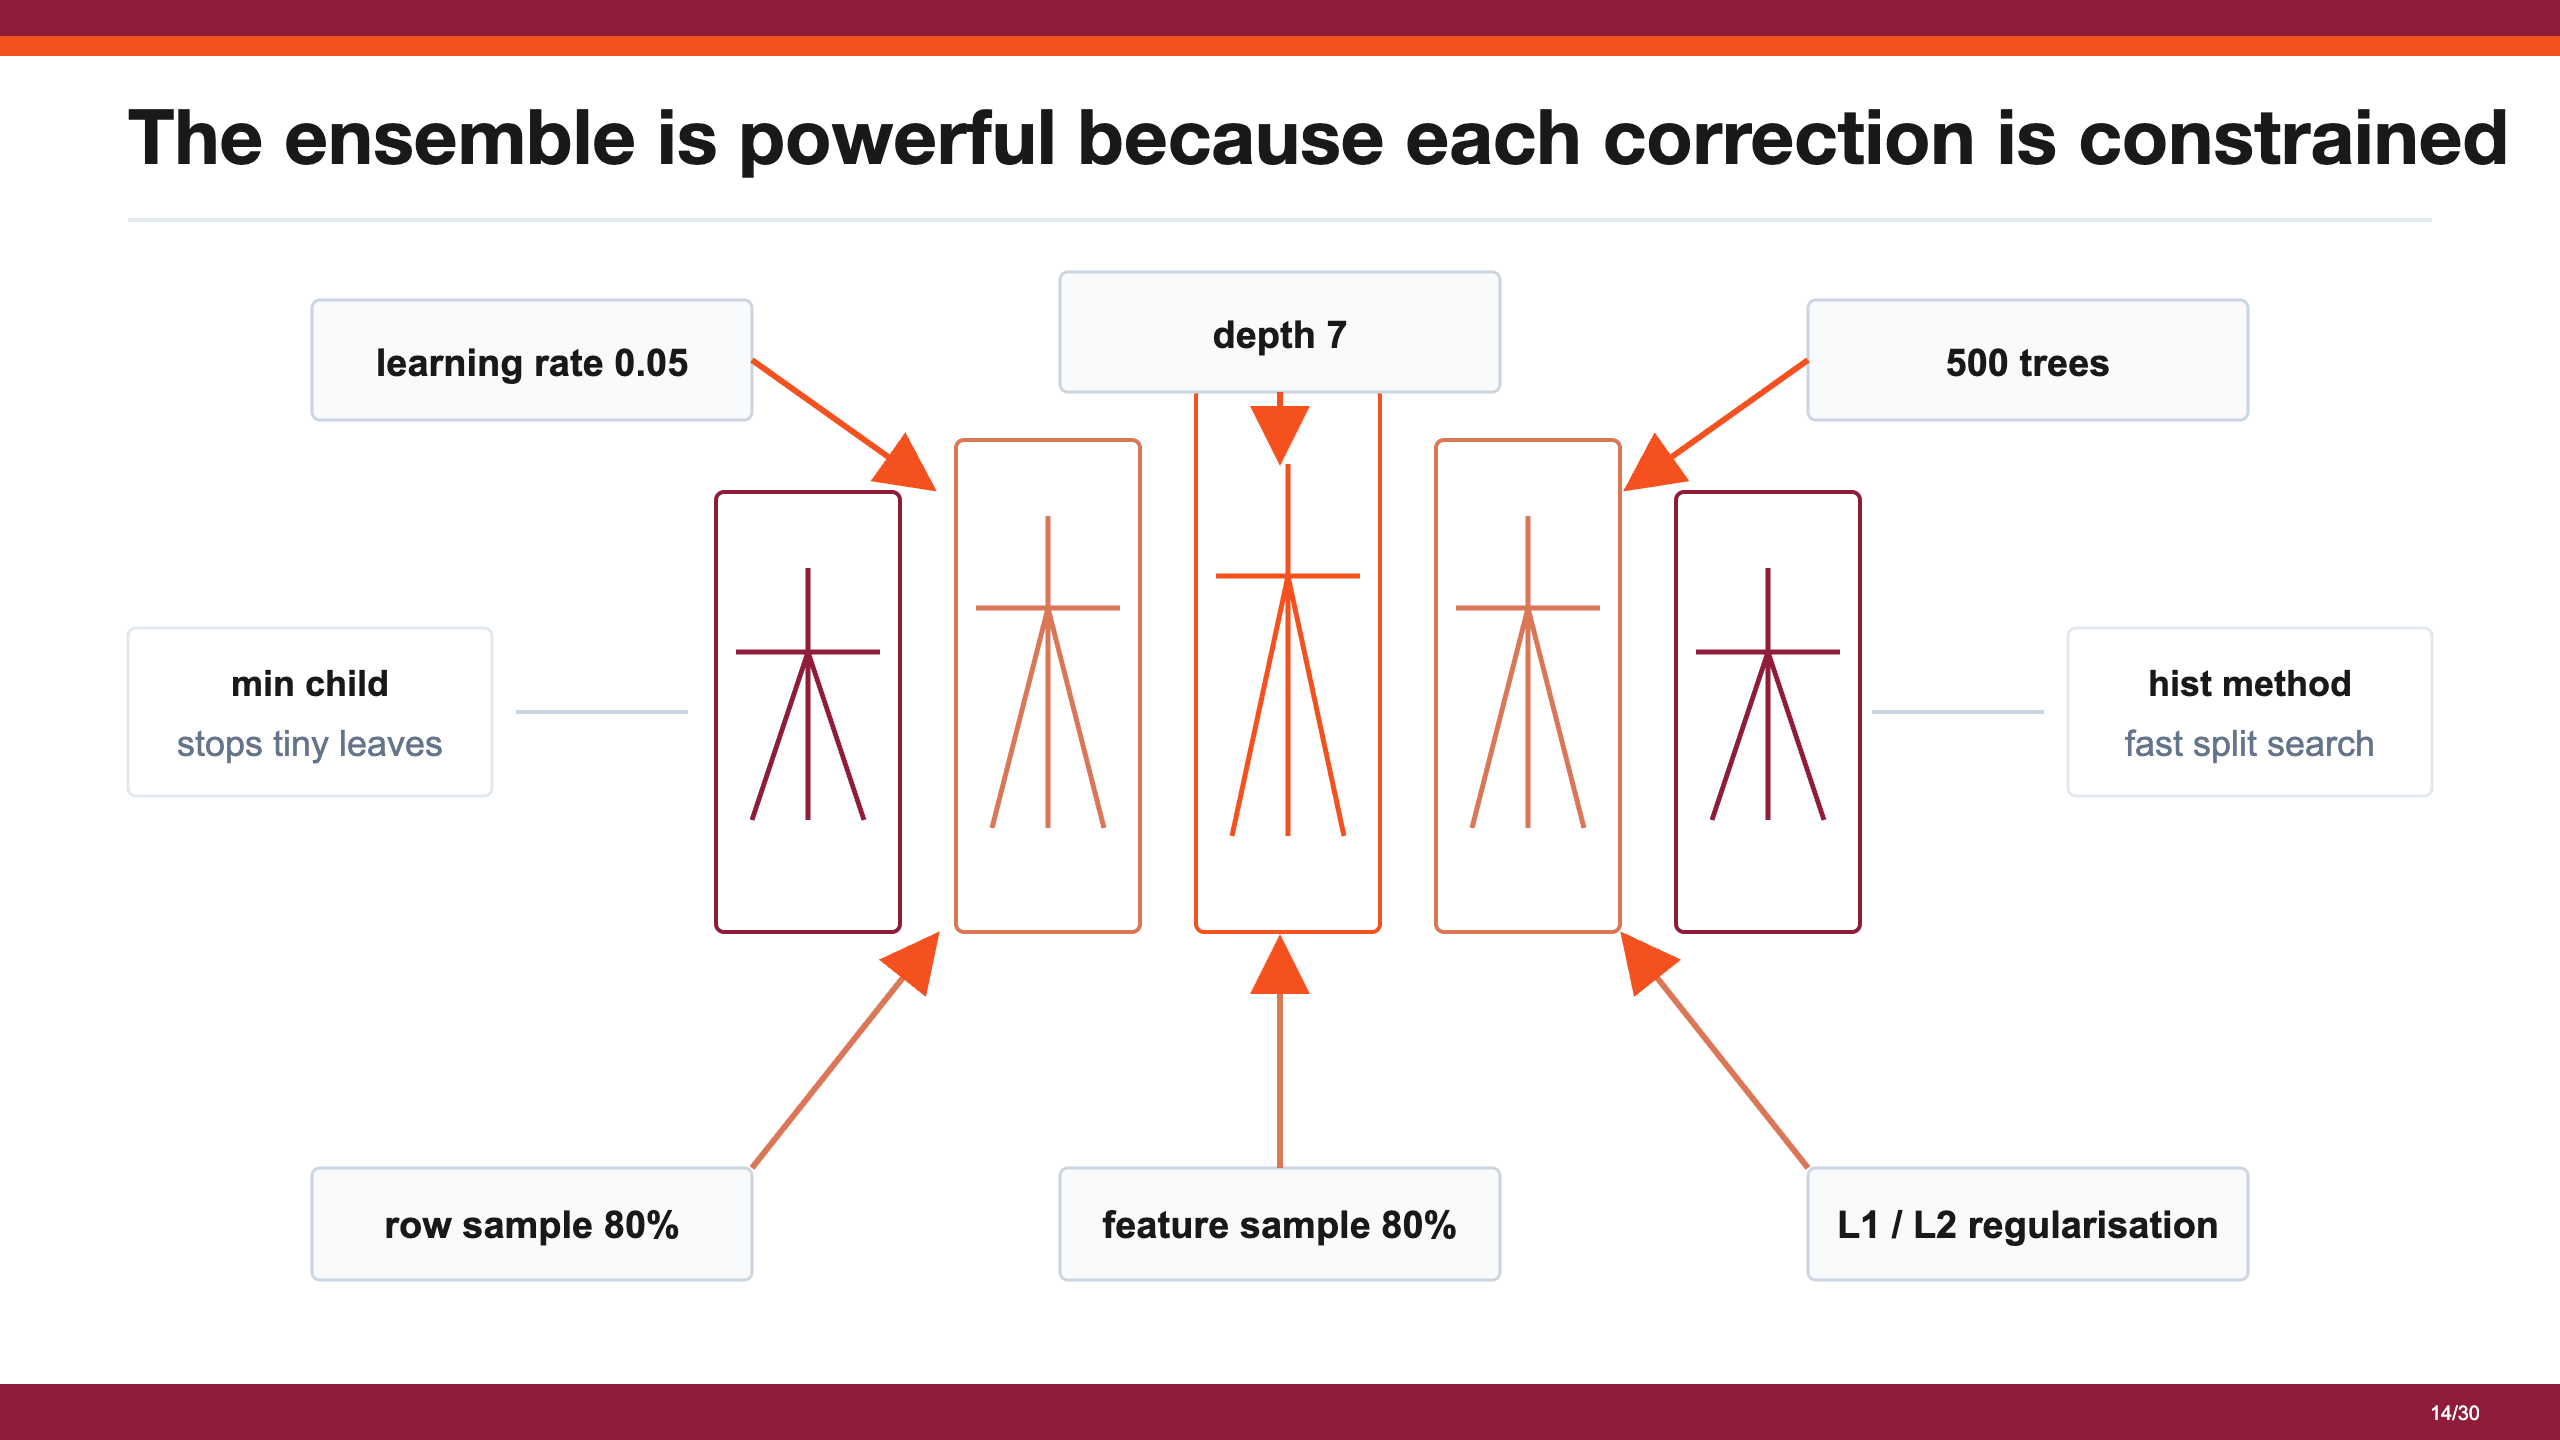 The ensemble is powerful because each correction is constrained
learning rate 0.05
depth 7
500 trees
min child
stops tiny leaves
hist method
fast split search
row sample 80%
feature sample 80%
L1 / L2 regularisation
14/30